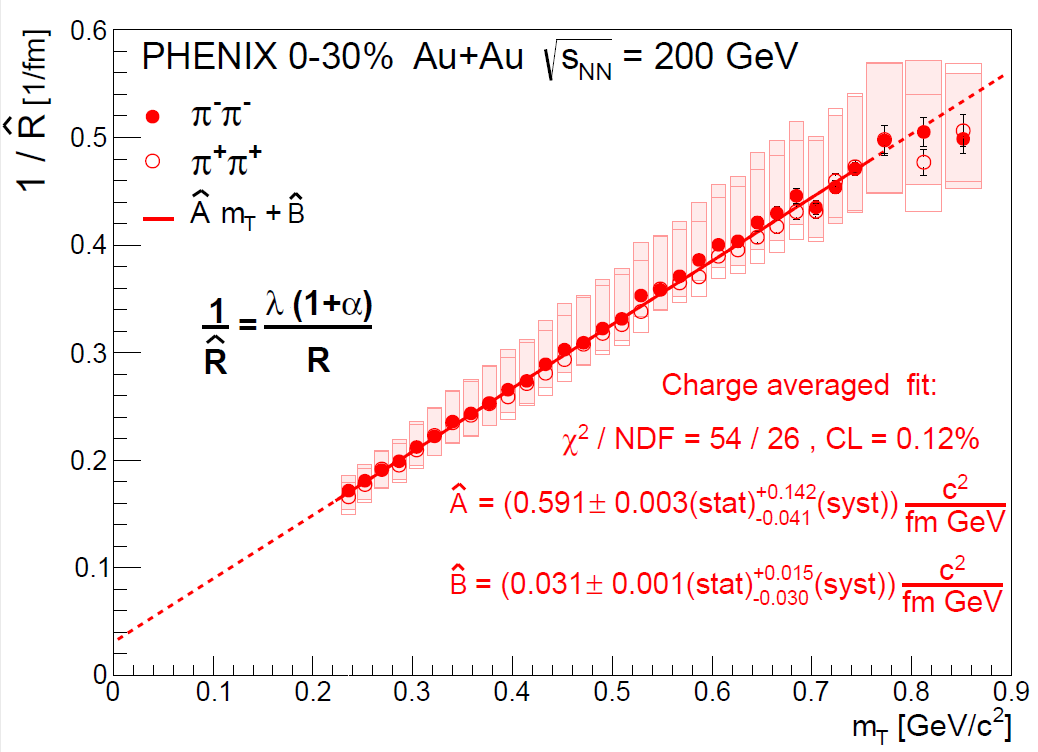 PHENIX 0-30% Au+Au √s_NN = 200 GeV
π⁻π⁻
π⁺π⁺
Â m_T + B̂
1/R̂ = λ (1+α)/R
Charge averaged fit:
χ² / NDF = 54 / 26 , CL = 0.12%
Â = (0.591± 0.003(stat)+0.142-0.041(syst)) c²/fm GeV
B̂ = (0.031± 0.001(stat)+0.015-0.030(syst)) c²/fm GeV
1 / R̂ [1/fm]
0.6
0.5
0.4
0.3
0.2
0.1
0
0 0.1 0.2 0.3 0.4 0.5 0.6 0.7 0.8 0.9
m_T [GeV/c²]